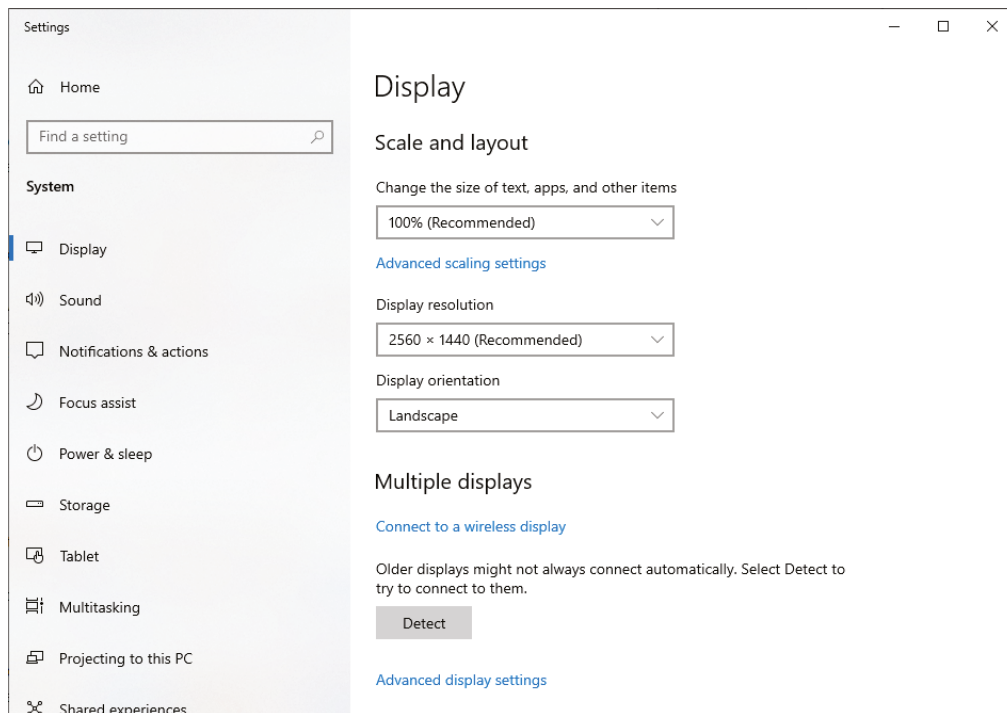 Settings
Home
Find a setting
System
Display
Sound
Notifications & actions
Focus assist
Power & sleep
Storage
Tablet
Multitasking
Projecting to this PC
Shared experiences
Display
Scale and layout
Change the size of text, apps, and other items
100% (Recommended)
Advanced scaling settings
Display resolution
2560 × 1440 (Recommended)
Display orientation
Landscape
Multiple displays
Connect to a wireless display
Older displays might not always connect automatically. Select Detect to
try to connect to them.
Detect
Advanced display settings